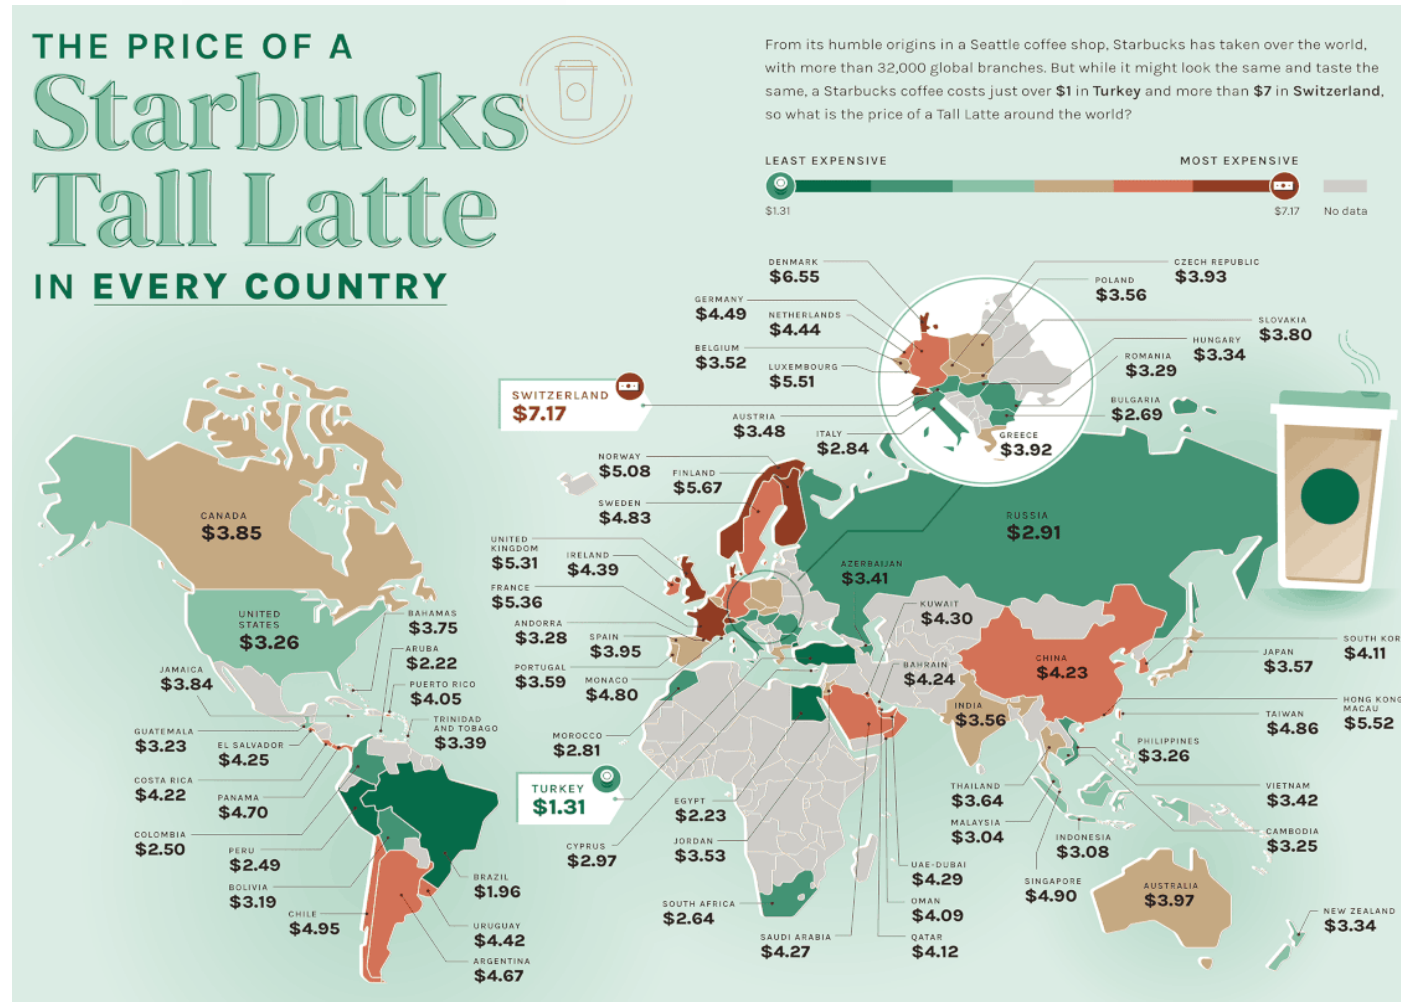 THE PRICE OF A
Starbucks
Tall Latte
IN EVERY COUNTRY
From its humble origins in a Seattle coffee shop, Starbucks has taken over the world,
with more than 32,000 global branches. But while it might look the same and taste the
same, a Starbucks coffee costs just over $1 in Turkey and more than $7 in Switzerland,
so what is the price of a Tall Latte around the world?
LEAST EXPENSIVE
MOST EXPENSIVE
$1.31
$7.17
No data
DENMARK
$6.55
CZECH REPUBLIC
$3.93
POLAND
$3.56
GERMANY
$4.49
NETHERLANDS
$4.44
SLOVAKIA
$3.80
HUNGARY
$3.34
BELGIUM
$3.52
ROMANIA
$3.29
LUXEMBOURG
$5.51
SWITZERLAND
$7.17
BULGARIA
$2.69
AUSTRIA
$3.48
ITALY
$2.84
GREECE
$3.92
NORWAY
$5.08
FINLAND
$5.67
SWEDEN
$4.83
CANADA
$3.85
RUSSIA
$2.91
UNITED
KINGDOM
$5.31
IRELAND
$4.39
AZERBAIJAN
$3.41
FRANCE
$5.36
UNITED
STATES
$3.26
BAHAMAS
$3.75
KUWAIT
$4.30
ANDORRA
$3.28
SPAIN
$3.95
SOUTH KOR
$4.11
ARUBA
$2.22
JAPAN
$3.57
CHINA
$4.23
BAHRAIN
$4.24
JAMAICA
$3.84
PORTUGAL
$3.59
MONACO
$4.80
PUERTO RICO
$4.05
INDIA
$3.56
HONG KONG
MACAU
$5.52
TAIWAN
$4.86
TRINIDAD
AND TOBAGO
$3.39
GUATEMALA
$3.23
EL SALVADOR
$4.25
MOROCCO
$2.81
PHILIPPINES
$3.26
COSTA RICA
$4.22
PANAMA
$4.70
TURKEY
$1.31
EGYPT
$2.23
THAILAND
$3.64
VIETNAM
$3.42
COLOMBIA
$2.50
PERU
$2.49
CYPRUS
$2.97
JORDAN
$3.53
MALAYSIA
$3.04
INDONESIA
$3.08
CAMBODIA
$3.25
BOLIVIA
$3.19
BRAZIL
$1.96
UAE-DUBAI
$4.29
SINGAPORE
$4.90
AUSTRALIA
$3.97
CHILE
$4.95
SOUTH AFRICA
$2.64
OMAN
$4.09
NEW ZEALAND
$3.34
URUGUAY
$4.42
SAUDI ARABIA
$4.27
QATAR
$4.12
ARGENTINA
$4.67